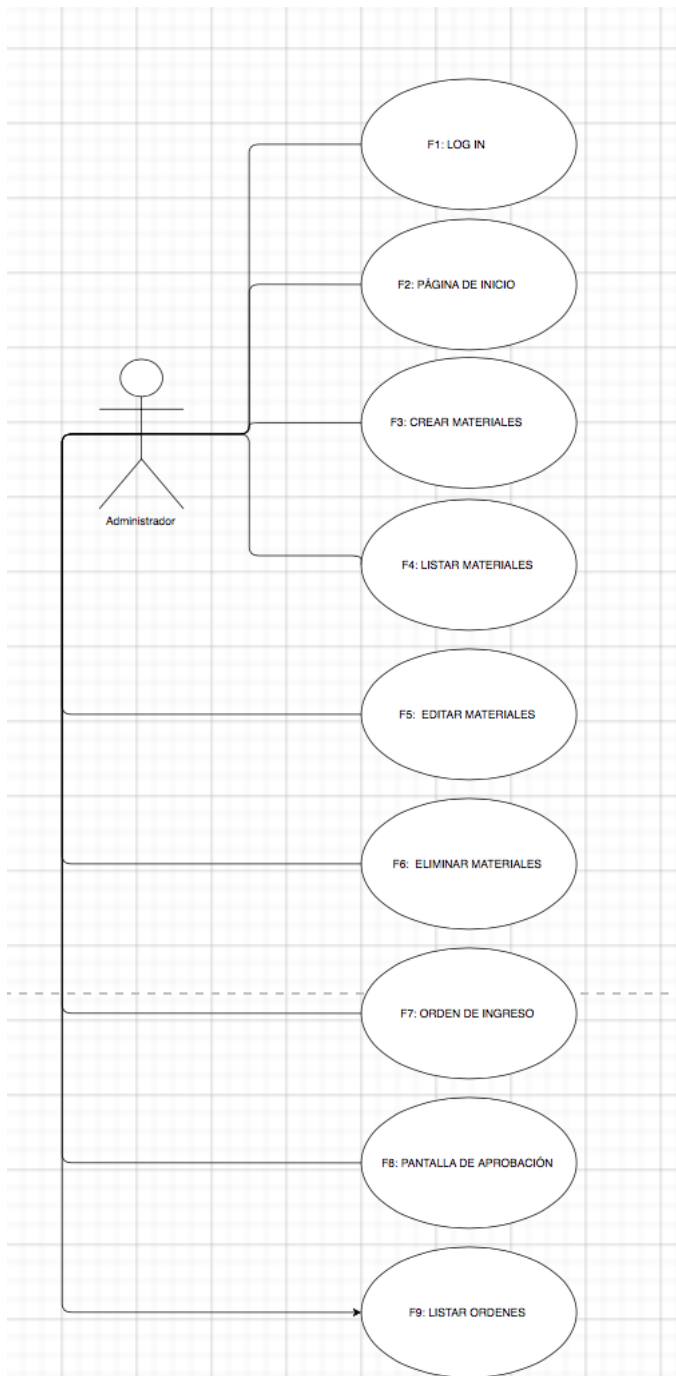 F1: LOG IN
F2: PÁGINA DE INICIO
F3: CREAR MATERIALES
Administrador
F4: LISTAR MATERIALES
F5: EDITAR MATERIALES
F6: ELIMINAR MATERIALES
F7: ORDEN DE INGRESO
F8: PANTALLA DE APROBACIÓN
F9: LISTAR ORDENES